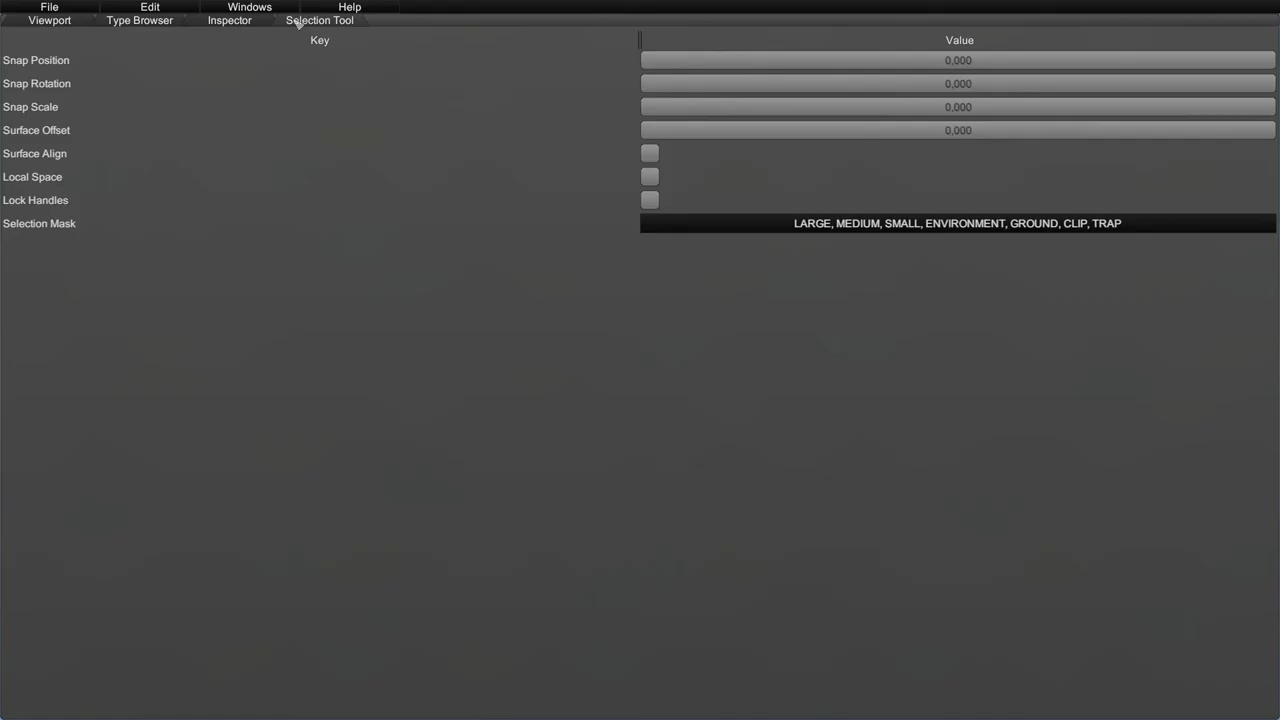 File Edit Windows Help
Viewport Type Browser Inspector Selection Tool
Key Value
Snap Position 0,000
Snap Rotation 0,000
Snap Scale 0,000
Surface Offset 0,000
Surface Align
Local Space
Lock Handles
Selection Mask LARGE, MEDIUM, SMALL, ENVIRONMENT, GROUND, CLIP, TRAP